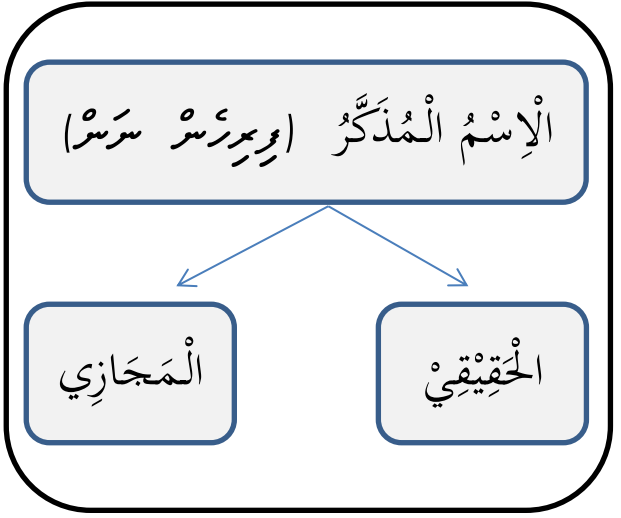 الْاِسْمُ الْمُذَكَّرُ (ފިރިހެން ނަން)
الْحَقِيْقِيْ
الْمَجَازِي